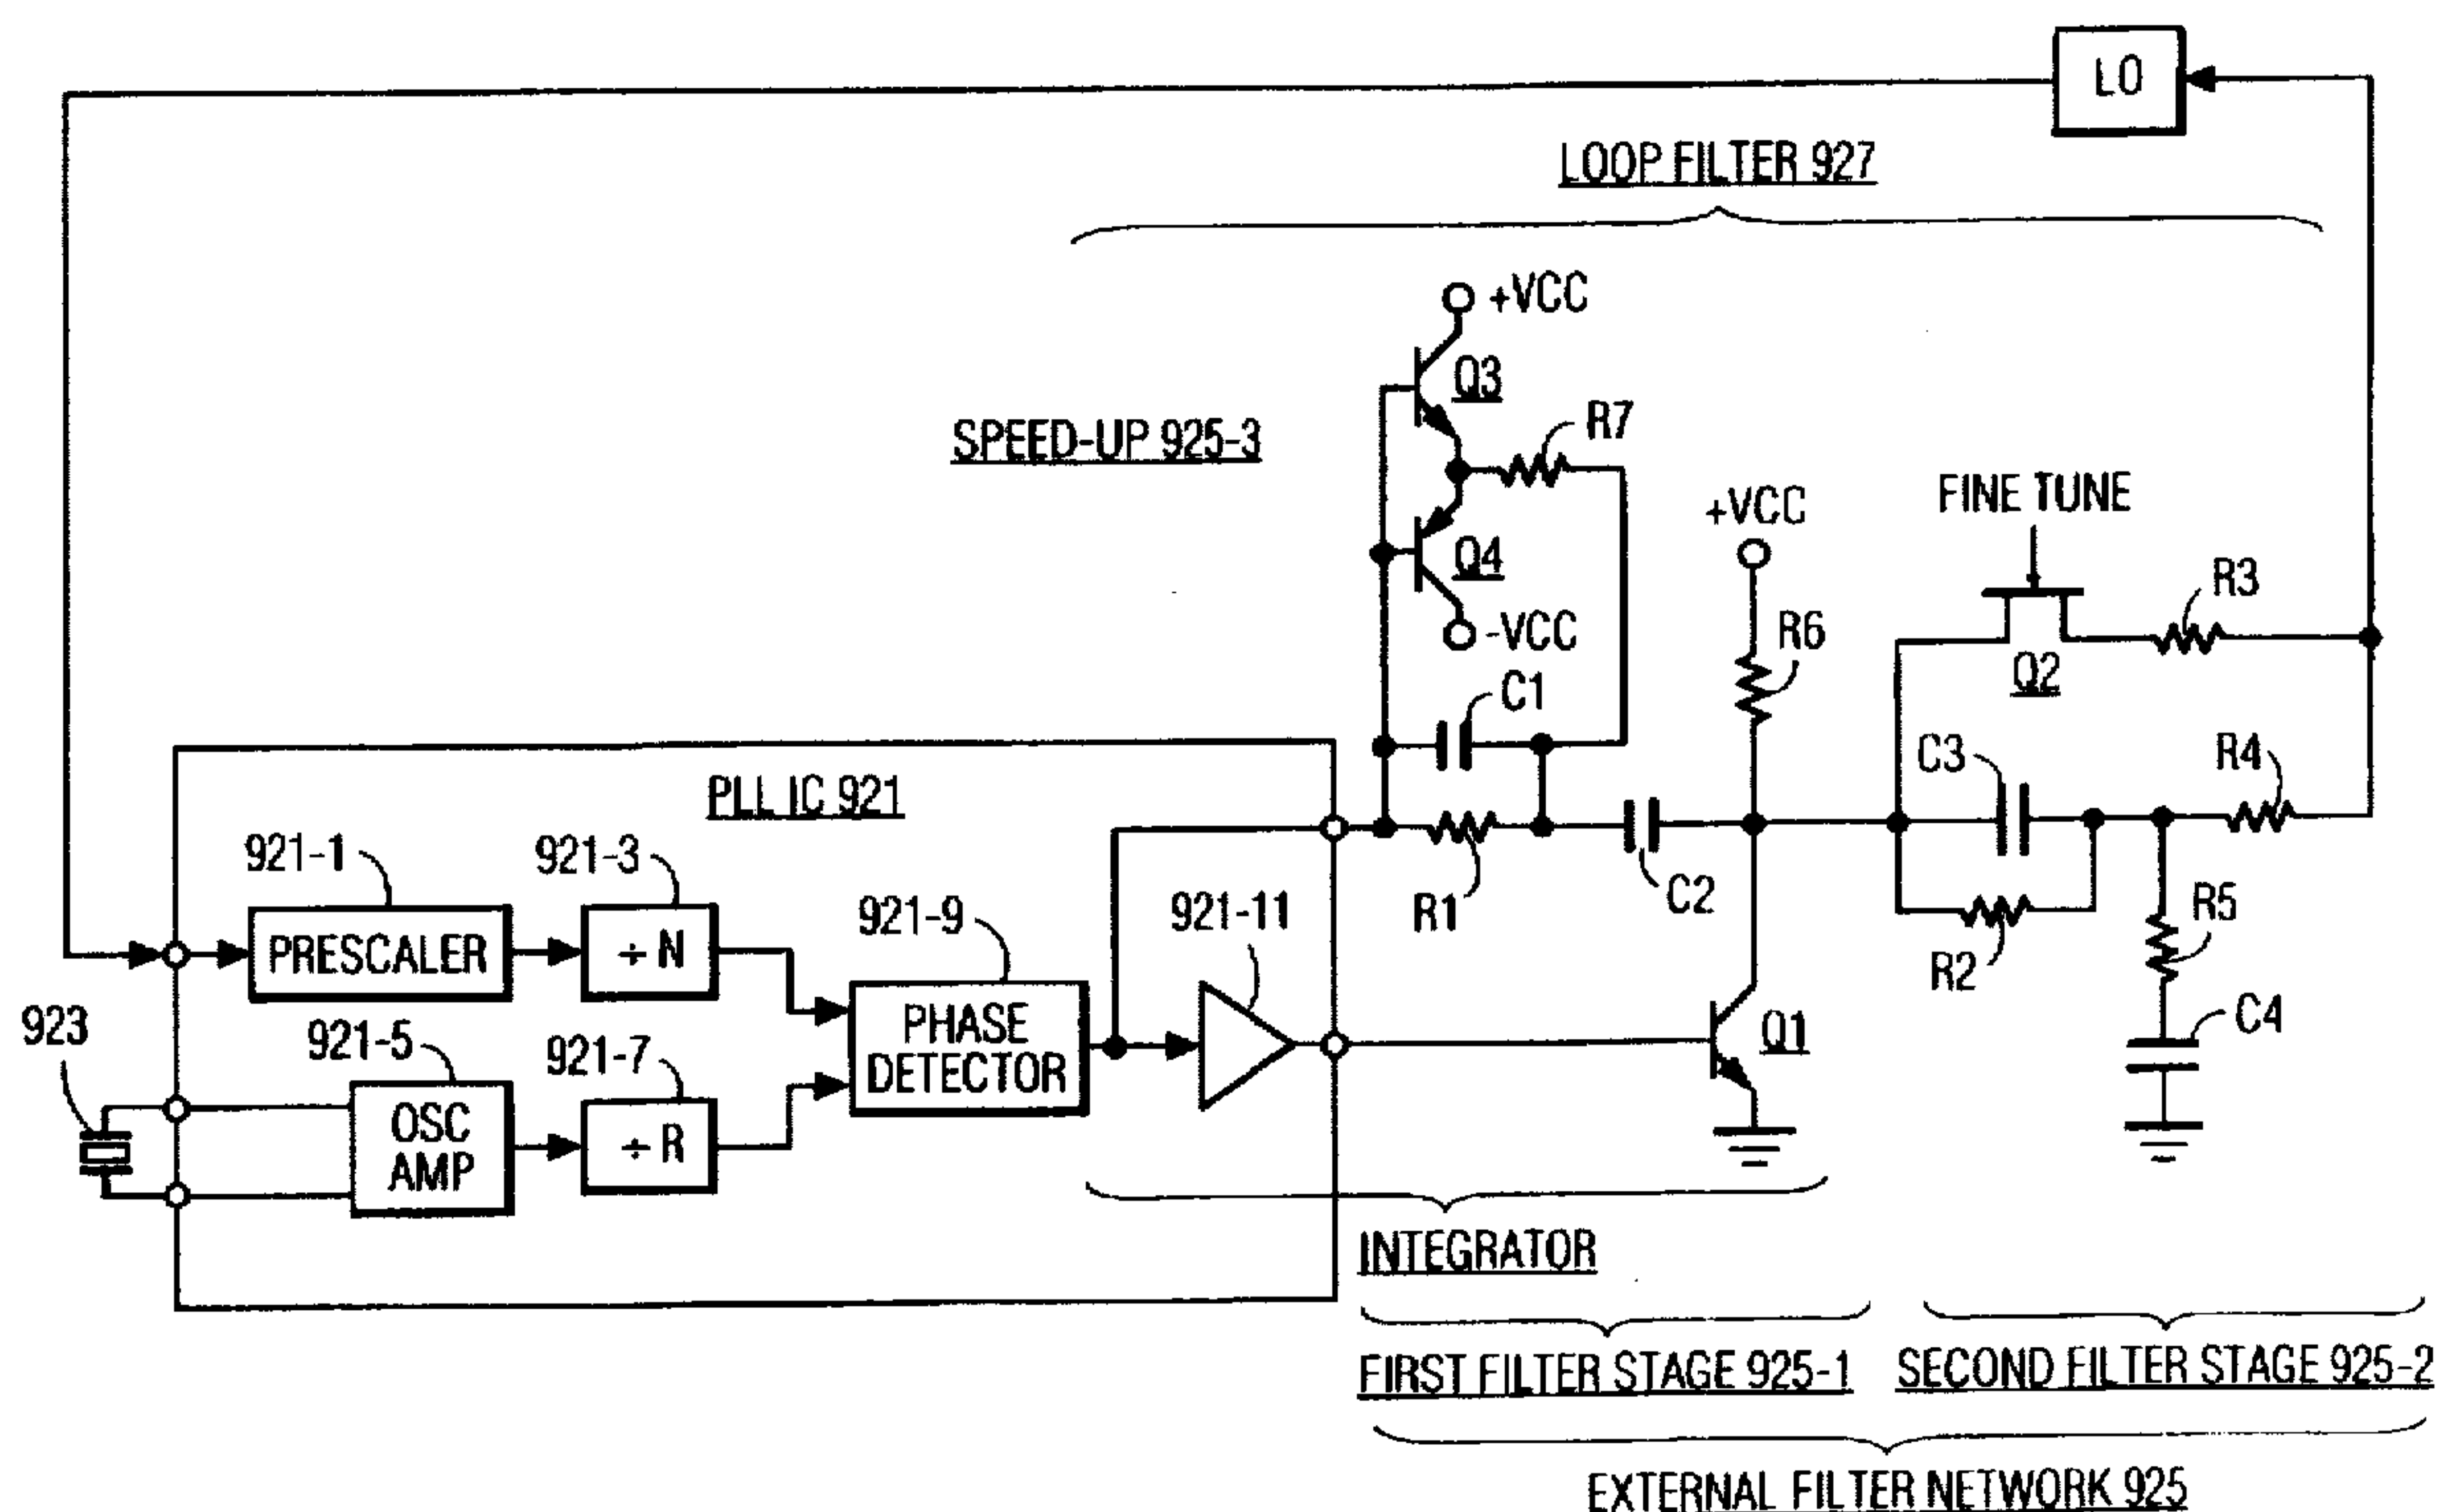 LO
LOOP FILTER 927
+VCC
Q3
SPEED-UP 925-3
R7
Q4
-VCC
FINE TUNE
+VCC
R3
R6
Q2
C1
C3
R4
PLL IC 921
921-1
921-3
921-9
921-11
R1
C2
R2
R5
PRESCALER
÷ N
923
921-5
921-7
PHASE
DETECTOR
Q1
C4
OSC
AMP
÷ R
INTEGRATOR
FIRST FILTER STAGE 925-1
SECOND FILTER STAGE 925-2
EXTERNAL FILTER NETWORK 925